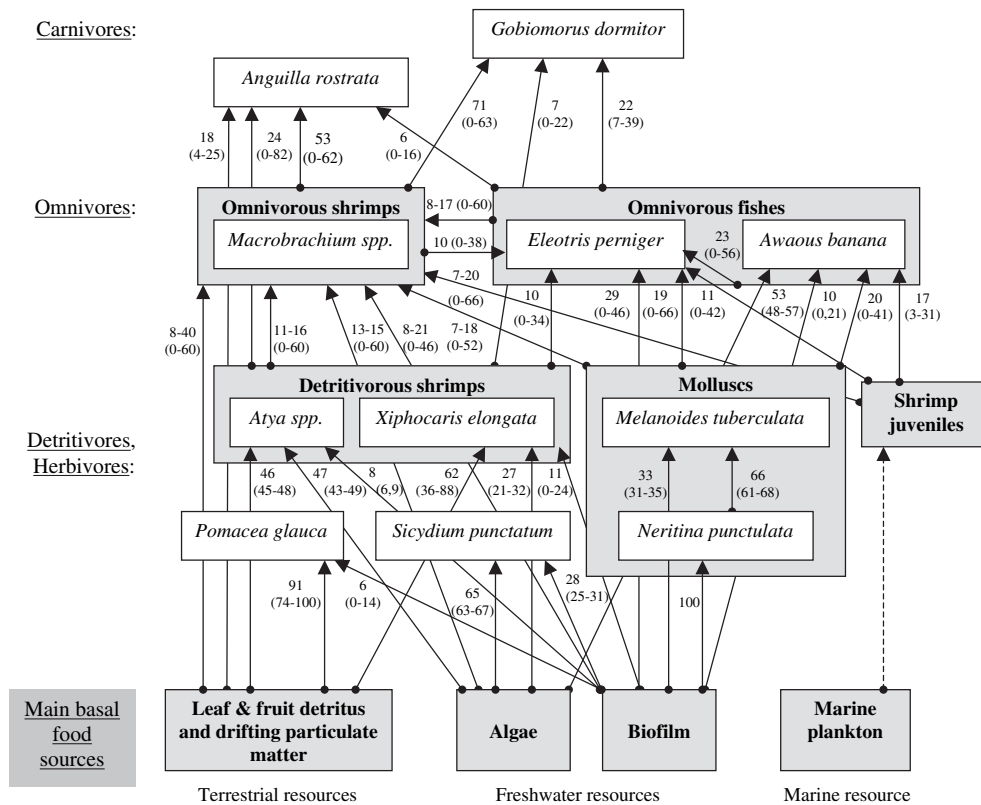 Carnivores:
Gobiomorus dormitor
Anguilla rostrata
18
(4-25)
24
(0-82)
53
(0-62)
6
(0-16)
71
(0-63)
7
(0-22)
22
(7-39)
Omnivores:
Omnivorous shrimps
Macrobrachium spp.
8-17 (0-60)
10 (0-38)
Omnivorous fishes
Eleotris perniger
23
(0-56)
Awaous banana
8-40
(0-60)
11-16
(0-60)
13-15
(0-60)
8-21
(0-46)
7-20
(0-66)
7-18
(0-52)
10
(0-34)
29
(0-46)
19
(0-66)
11
(0-42)
53
(48-57)
10
(0,21)
20
(0-41)
17
(3-31)
Detritivores,
Herbivores:
Detritivorous shrimps
Atya spp.
Xiphocaris elongata
Molluscs
Melanoides tuberculata
Shrimp
juveniles
46
(45-48)
47
(43-49)
8
(6,9)
62
(36-88)
27
(21-32)
11
(0-24)
33
(31-35)
66
(61-68)
Pomacea glauca
Sicydium punctatum
Neritina punctulata
91
(74-100)
6
(0-14)
65
(63-67)
28
(25-31)
100
Main basal
food
sources
Leaf & fruit detritus
and drifting particulate
matter
Algae
Biofilm
Marine
plankton
Terrestrial resources
Freshwater resources
Marine resource